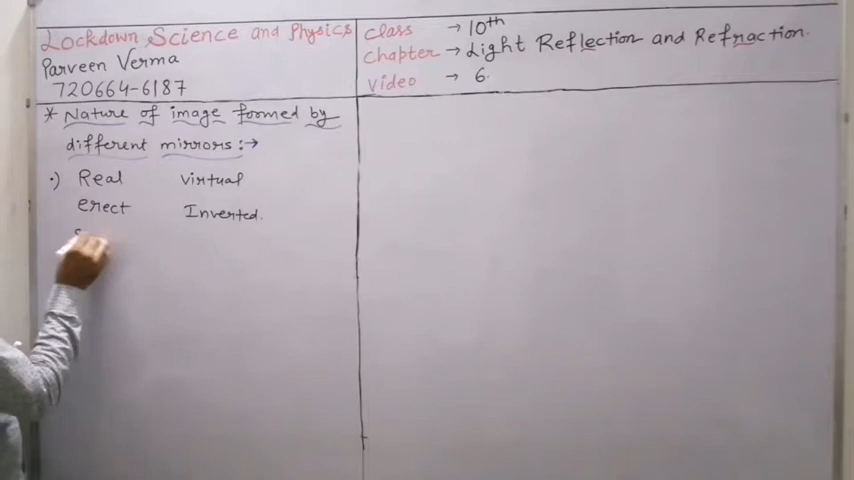 Lockdown Science and Physics
Parveen Verma
720664-6187
Class → 10th
Chapter → Light Reflection and Refraction.
Video → 6.
* Nature of image formed by
different mirrors :→
•) Real virtual
erect Inverted.